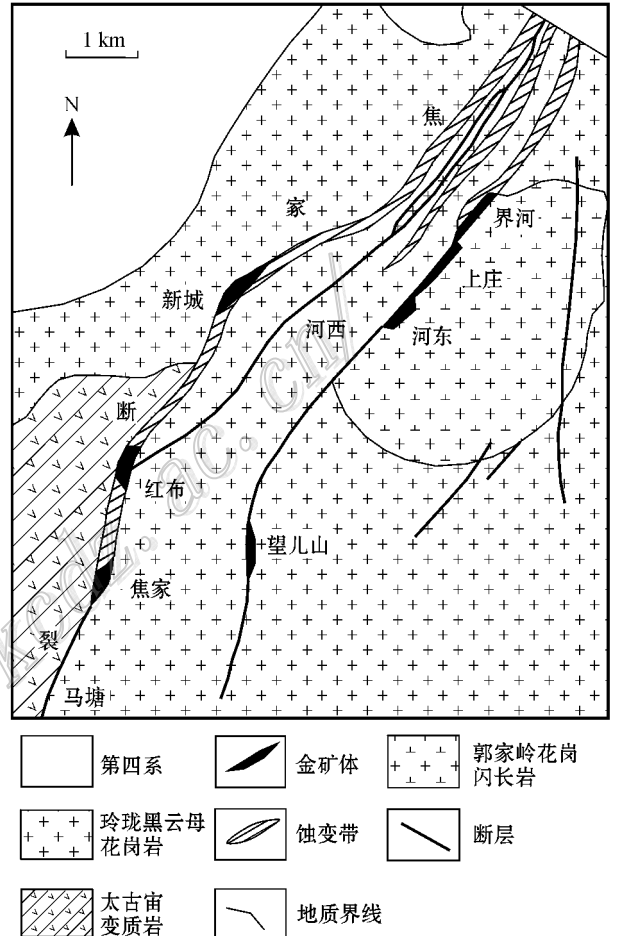 1 km
N
焦
家
界河
新城
上庄
河西
河东
断
红布
望儿山
焦家
裂
马塘
kcdz.ac.cn/
第四系
金矿体
郭家岭花岗
闪长岩
玲珑黑云母
花岗岩
蚀变带
断层
太古宙
变质岩
地质界线